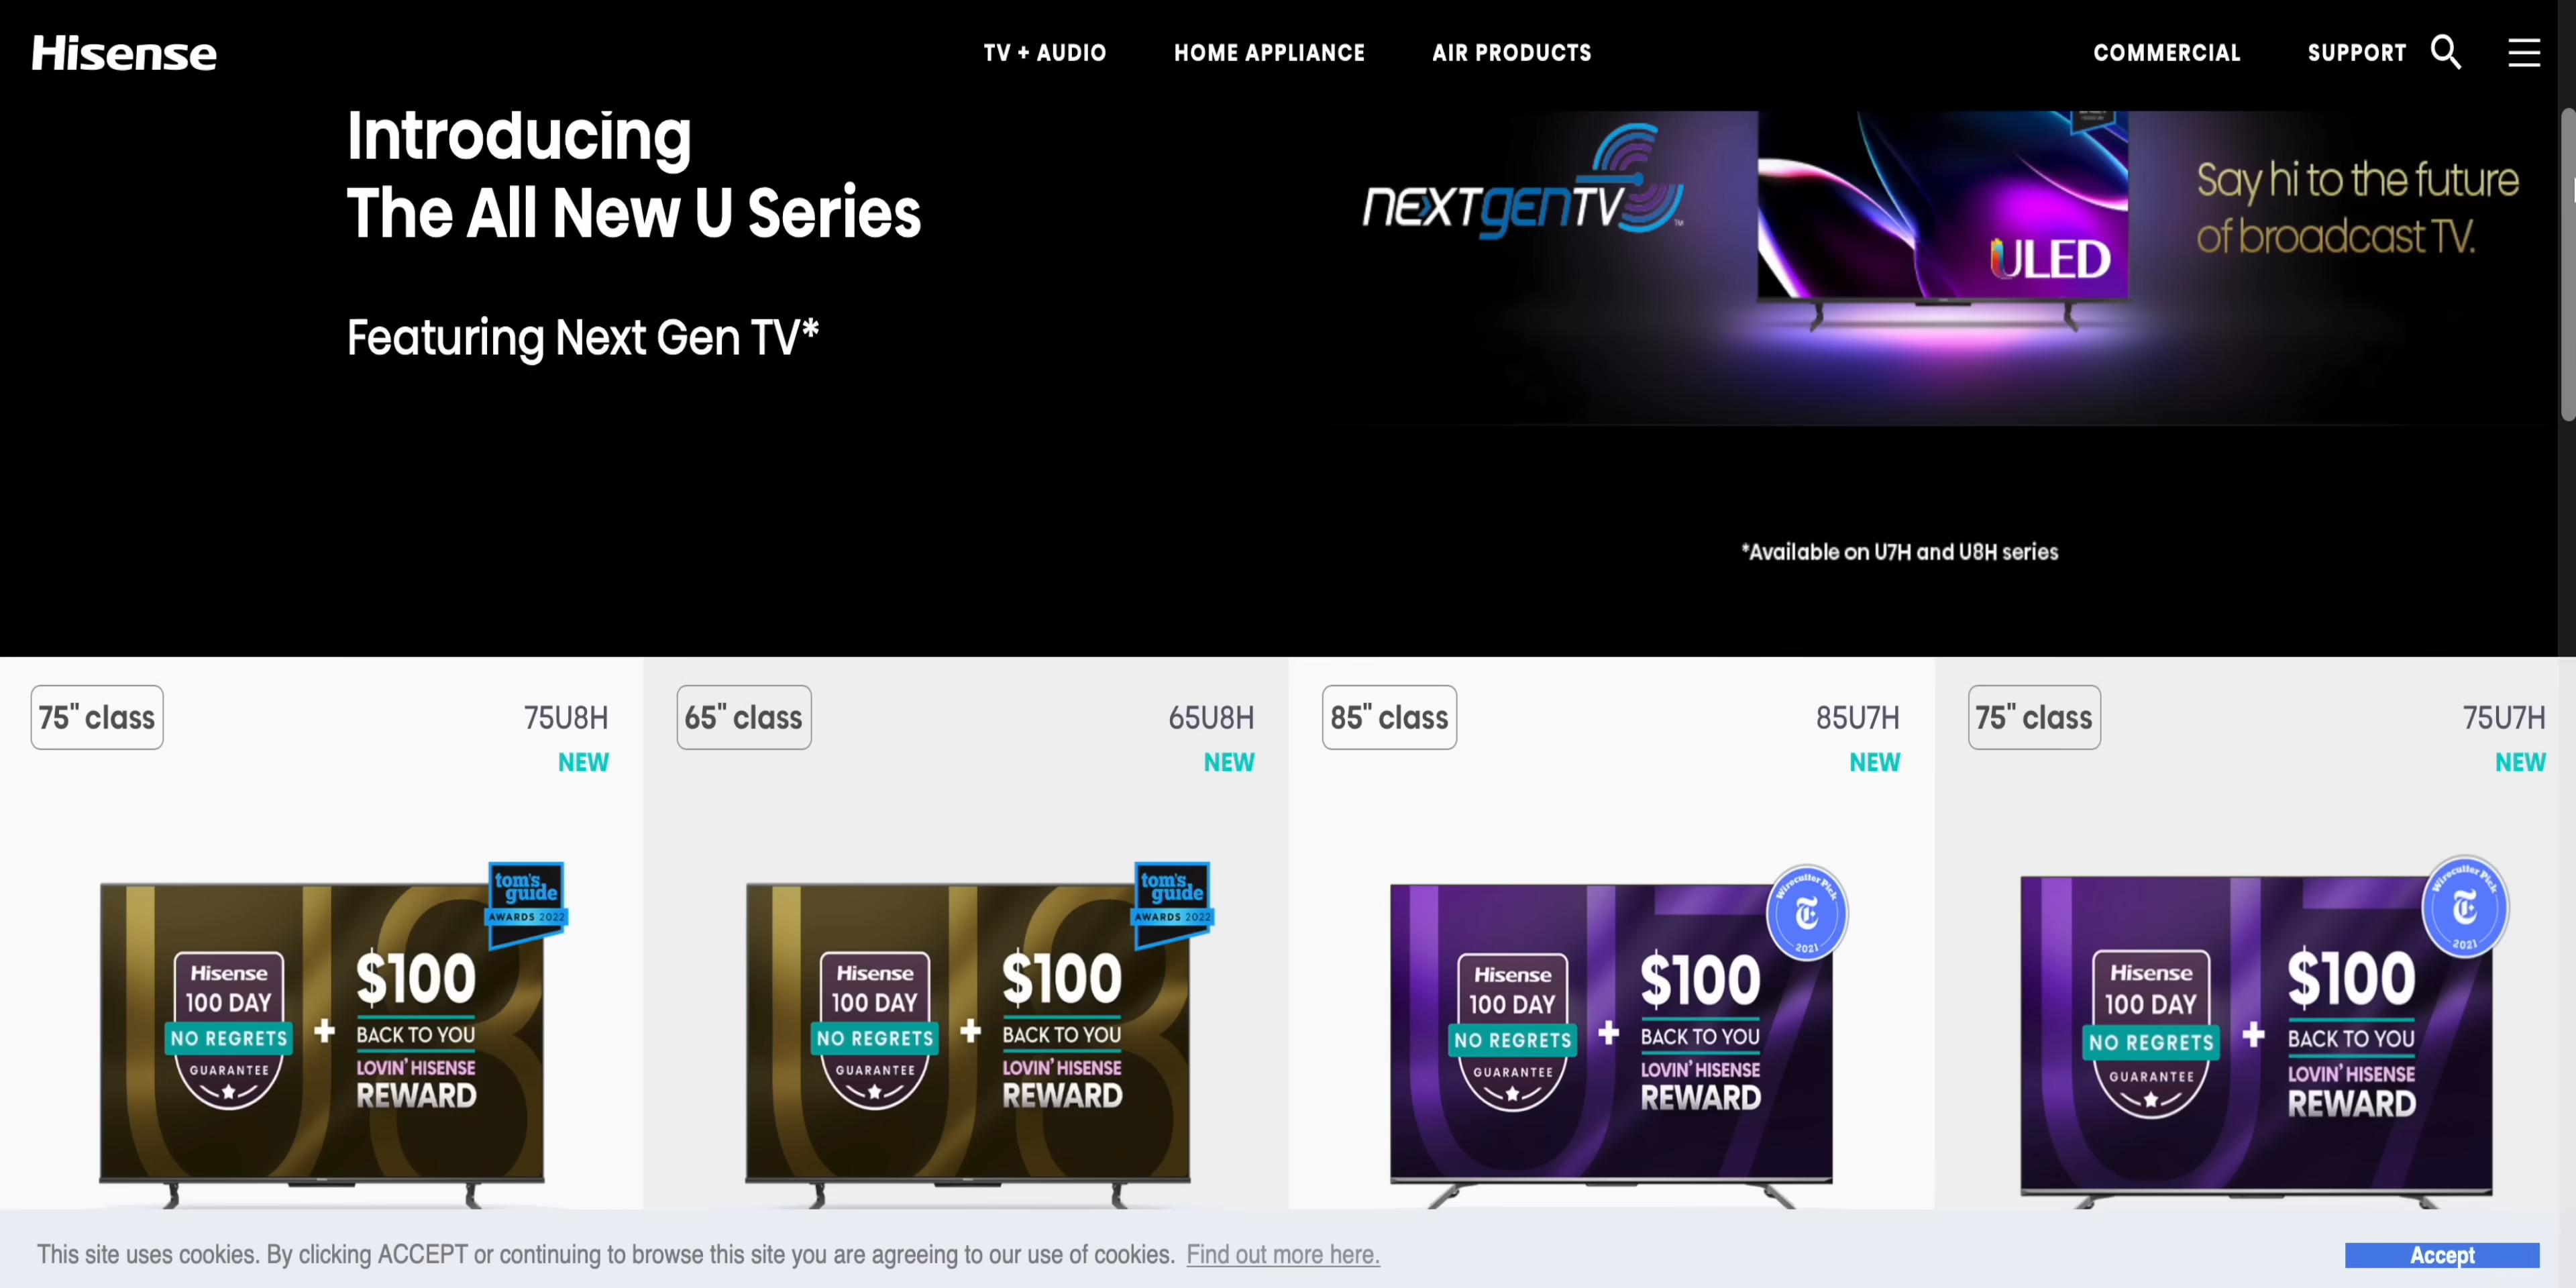 Hisense
TV + AUDIO
HOME APPLIANCE
AIR PRODUCTS
COMMERCIAL
SUPPORT
Introducing
The All New U Series
Featuring Next Gen TV*
NEXTGENTV
TM
ULED
Say hi to the future
of broadcast TV.
*Available on U7H and U8H series
75" class
75U8H
NEW
tom's
guide
AWARDS 2022
Hisense
100 DAY
NO REGRETS
GUARANTEE
+
$100
BACK TO YOU
LOVIN' HISENSE
REWARD
65" class
65U8H
NEW
tom's
guide
AWARDS 2022
Hisense
100 DAY
NO REGRETS
GUARANTEE
+
$100
BACK TO YOU
LOVIN' HISENSE
REWARD
85" class
85U7H
NEW
Wirecutter Pick
T
2021
Hisense
100 DAY
NO REGRETS
GUARANTEE
+
$100
BACK TO YOU
LOVIN' HISENSE
REWARD
75" class
75U7H
NEW
Wirecutter Pick
T
2021
Hisense
100 DAY
NO REGRETS
GUARANTEE
+
$100
BACK TO YOU
LOVIN' HISENSE
REWARD
This site uses cookies. By clicking ACCEPT or continuing to browse this site you are agreeing to our use of cookies. Find out more here.
Accept